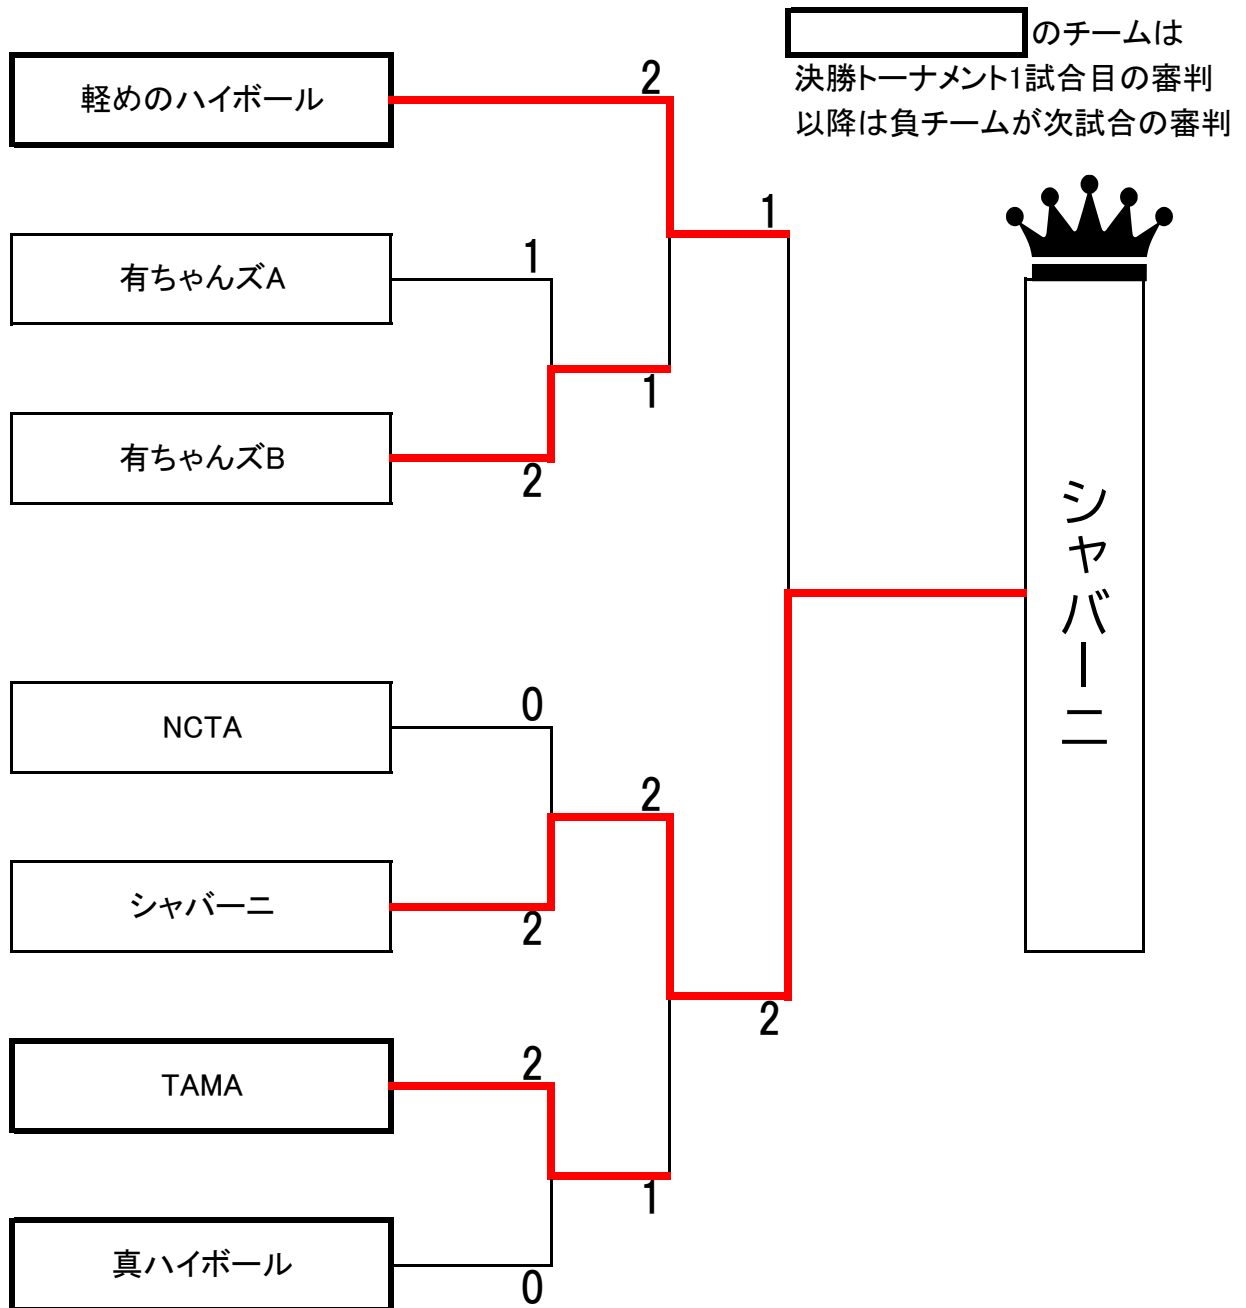 のチームは
決勝トーナメント1試合目の審判
以降は負チームが次試合の審判
軽めのハイボール
2
1
有ちゃんズA
1
1
有ちゃんズB
2
シャバーニ
NCTA
0
2
シャバーニ
2
2
TAMA
2
1
真ハイボール
0